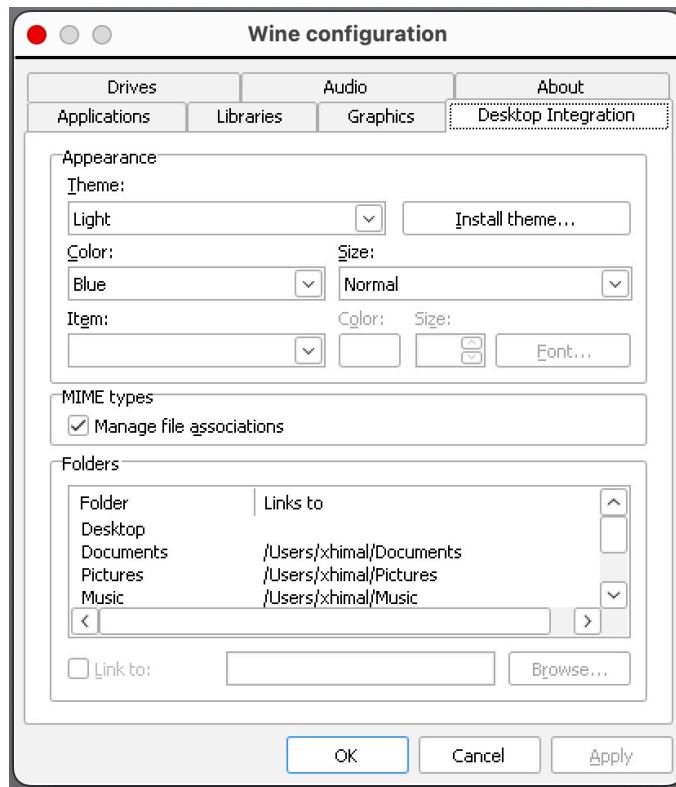 Wine configuration
Drives Audio About
Applications Libraries Graphics Desktop Integration
Appearance
Theme:
Light Install theme...
Color: Size:
Blue Normal
Item: Color: Size:
Font...
MIME types
Manage file associations
Folders
Folder Links to
Desktop
Documents /Users/xhimal/Documents
Pictures /Users/xhimal/Pictures
Music /Users/xhimal/Music
Link to: Browse...
OK Cancel Apply